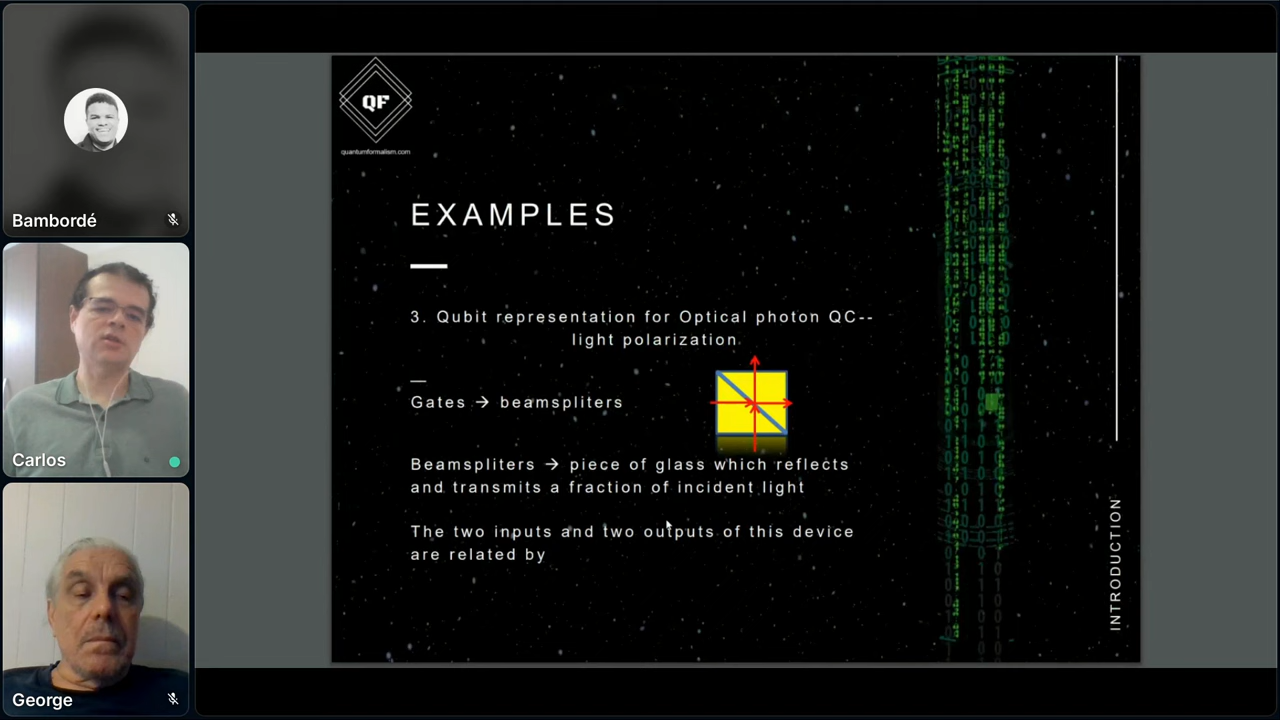 Bambordé
Carlos
George
QF
quantumformalism.com
EXAMPLES
3. Qubit representation for Optical photon QC--
light polarization
Gates → beamspliters
Beamspliters → piece of glass which reflects
and transmits a fraction of incident light
The two inputs and two outputs of this device
are related by
INTRODUCTION